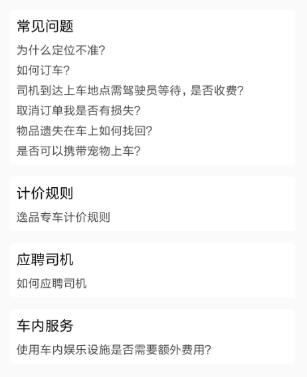 常见问题
为什么定位不准?
如何订车?
司机到达上车地点需驾驶员等待，是否收费?
取消订单我是否有损失?
物品遗失在车上如何找回?
是否可以携带宠物上车?
计价规则
逸品专车计价规则
应聘司机
如何应聘司机
车内服务
使用车内娱乐设施是否需要额外费用?